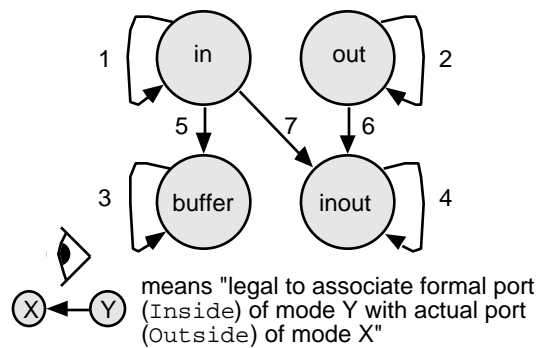 1
in
out
2
5
7
6
3
buffer
inout
4
X
Y
means "legal to associate formal port
(Inside) of mode Y with actual port
(Outside) of mode X"